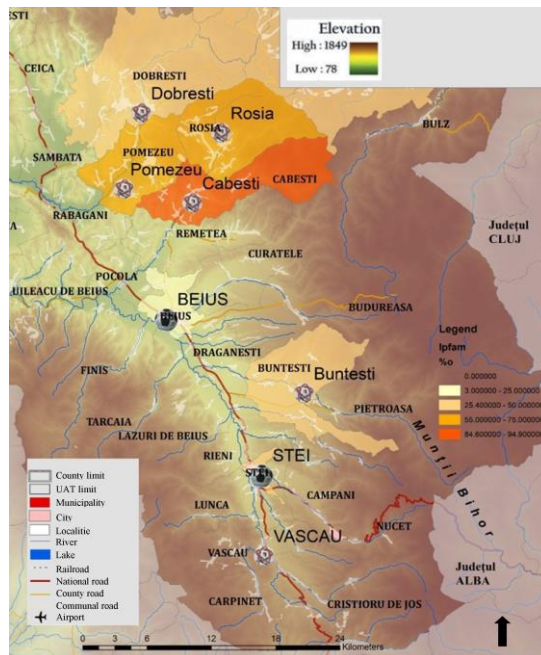 ESTI
CEICA
Elevation
High : 1849
Low : 78
DOBRESTI
Dobresti
Rosia
ROSIA
BULZ
SAMBATA
POMEZEU
Pomezeu
Cabesti
CABESTI
RABAGANI
REMETEA
Județul
CLUJ
CURATELE
POCOLA
UILEACU DE BEIUS
BEIUS
BEIUS
BUDUREASA
Legend
Ipfam
%o
0.000000
3.000000 - 25.000000
25.400000 - 50.000000
55.000000 - 75.000000
84.600000 - 94.900000
DRAGANESTI
FINIS
BUNTESTI
Buntesti
PIETROASA
TARCAIA
LAZURI DE BEIUS
Muntii Bihor
RIENI
STEI
STEI
CAMPANI
LUNCA
NUCET
VASCAU
VASCAU
Județul
ALBA
CARPINET
CRISTIORU DE JOS
County limit
UAT limit
Municipality
City
Localitie
River
Lake
Railroad
National road
County road
Communal road
Airport
0 3 6 12 18 24
Kilometers